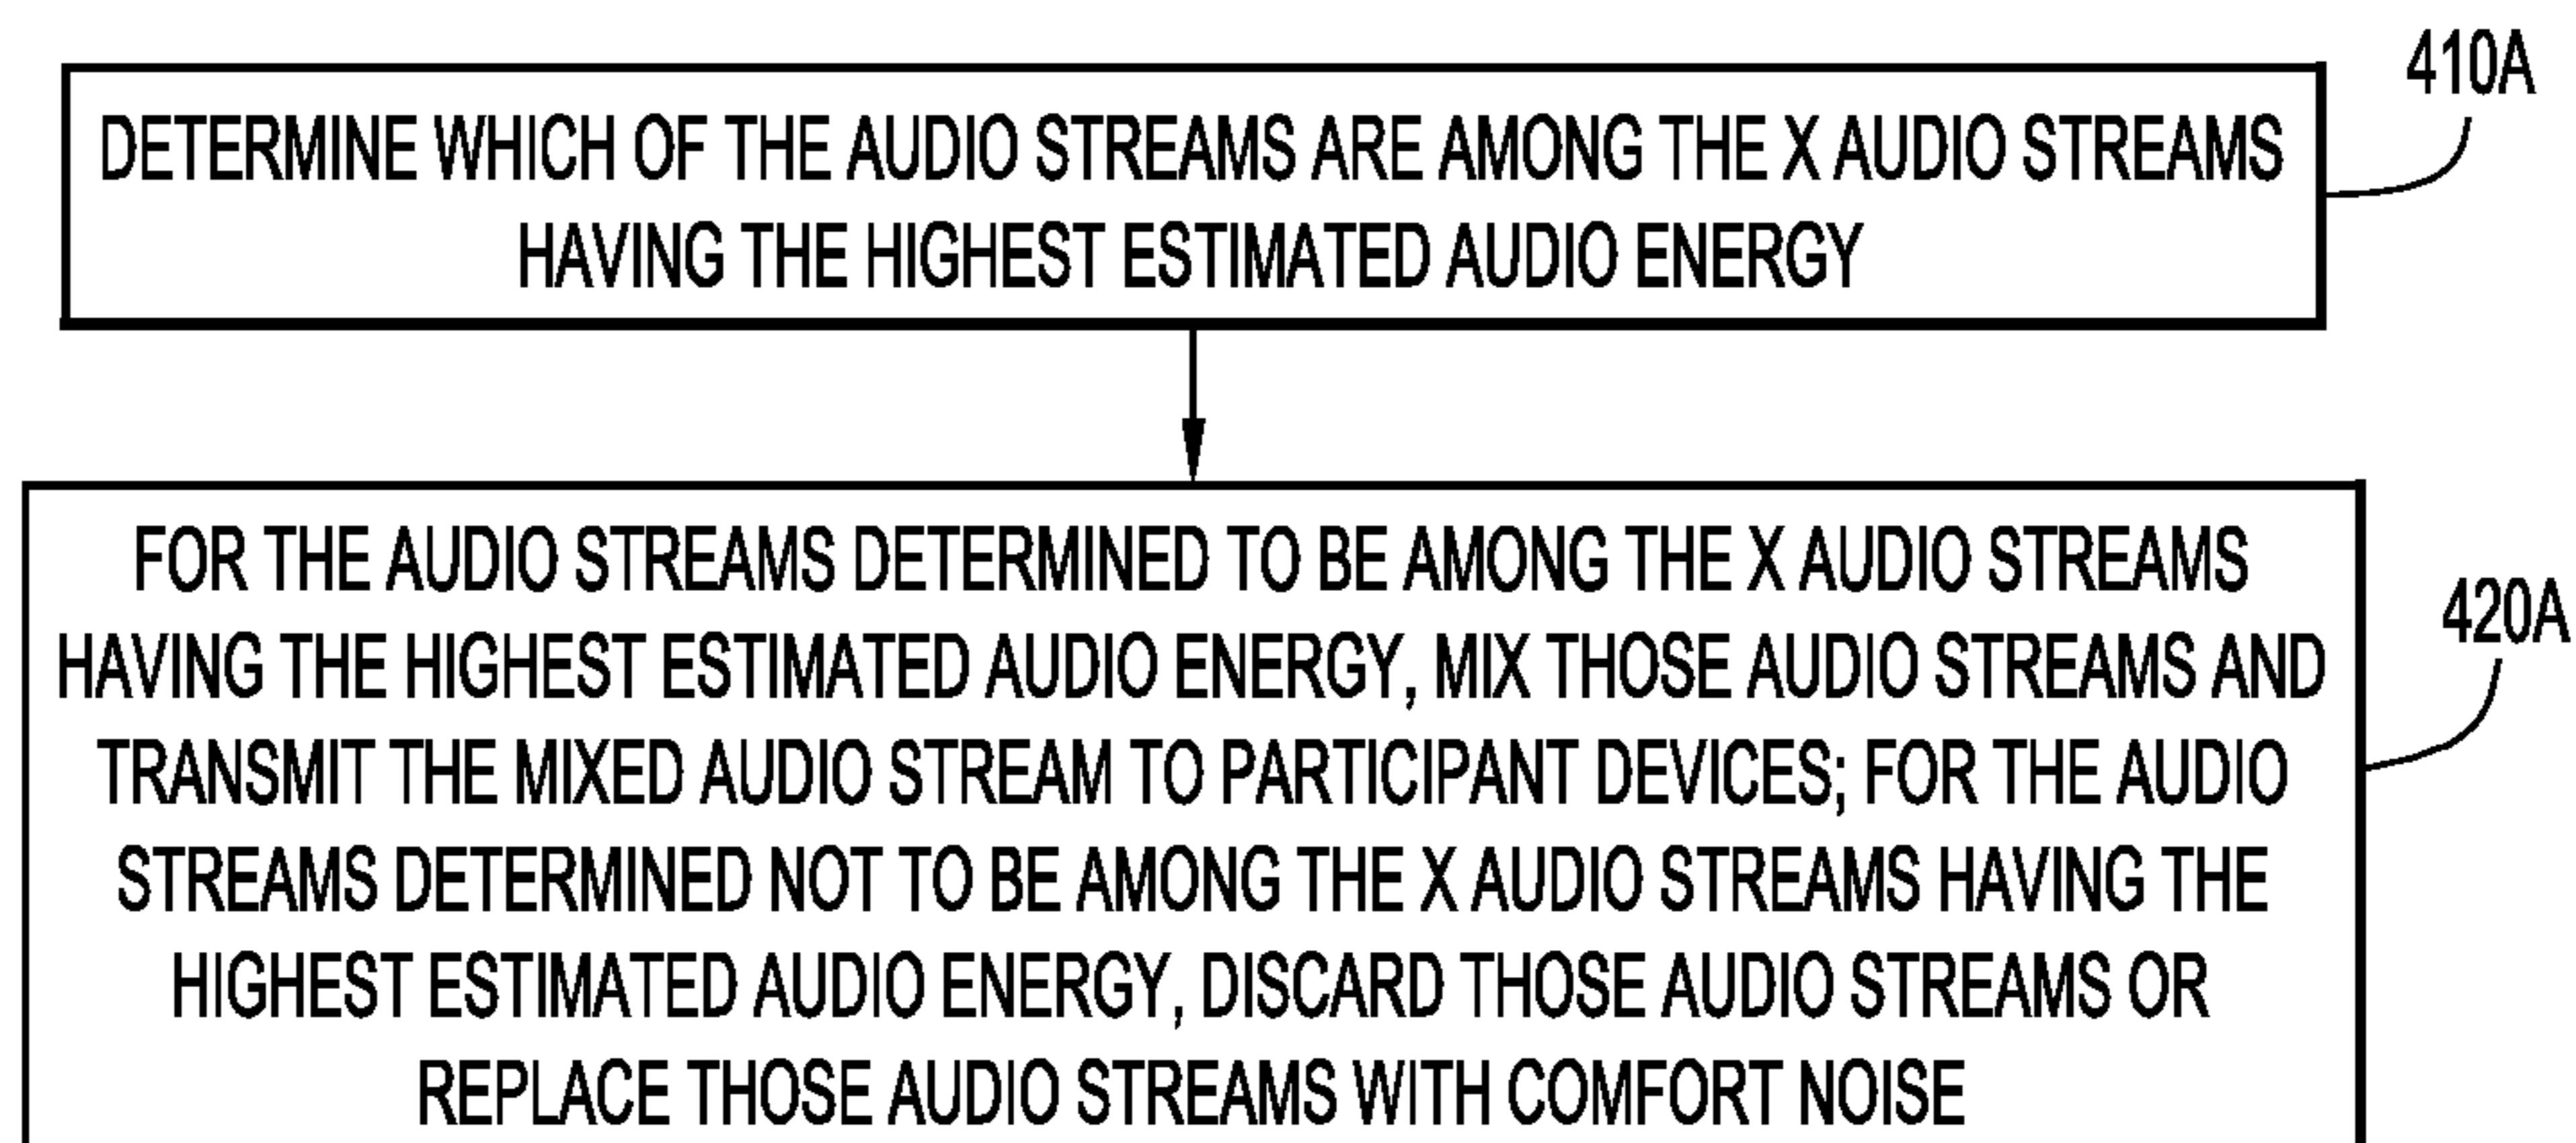 410A
DETERMINE WHICH OF THE AUDIO STREAMS ARE AMONG THE X AUDIO STREAMS
HAVING THE HIGHEST ESTIMATED AUDIO ENERGY
FOR THE AUDIO STREAMS DETERMINED TO BE AMONG THE X AUDIO STREAMS
HAVING THE HIGHEST ESTIMATED AUDIO ENERGY, MIX THOSE AUDIO STREAMS AND
TRANSMIT THE MIXED AUDIO STREAM TO PARTICIPANT DEVICES; FOR THE AUDIO
STREAMS DETERMINED NOT TO BE AMONG THE X AUDIO STREAMS HAVING THE
HIGHEST ESTIMATED AUDIO ENERGY, DISCARD THOSE AUDIO STREAMS OR
REPLACE THOSE AUDIO STREAMS WITH COMFORT NOISE
420A